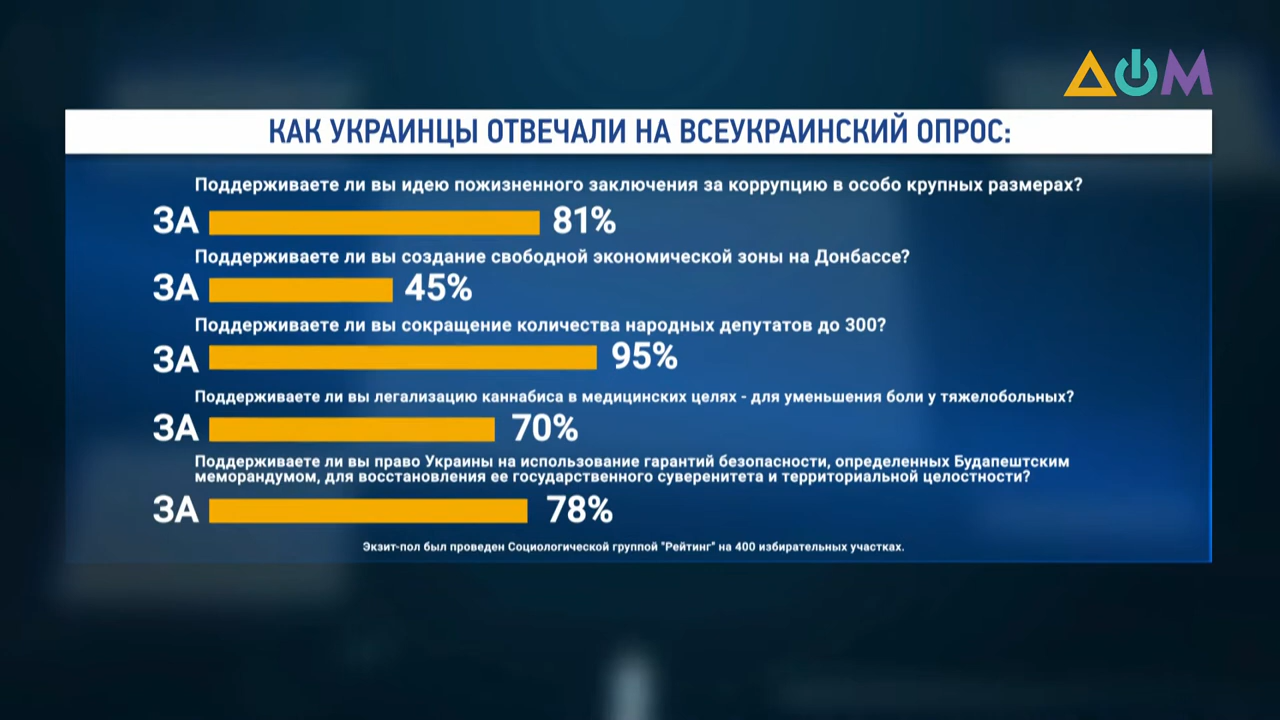 ДОМ
КАК УКРАИНЦЫ ОТВЕЧАЛИ НА ВСЕУКРАИНСКИЙ ОПРОС:
Поддерживаете ли вы идею пожизненного заключения за коррупцию в особо крупных размерах?
ЗА 81%
Поддерживаете ли вы создание свободной экономической зоны на Донбассе?
ЗА 45%
Поддерживаете ли вы сокращение количества народных депутатов до 300?
ЗА 95%
Поддерживаете ли вы легализацию каннабиса в медицинских целях - для уменьшения боли у тяжелобольных?
ЗА 70%
Поддерживаете ли вы право Украины на использование гарантий безопасности, определенных Будапештским
меморандумом, для восстановления ее государственного суверенитета и территориальной целостности?
ЗА 78%
Экзит-пол был проведен Социологической группой "Рейтинг" на 400 избирательных участках.